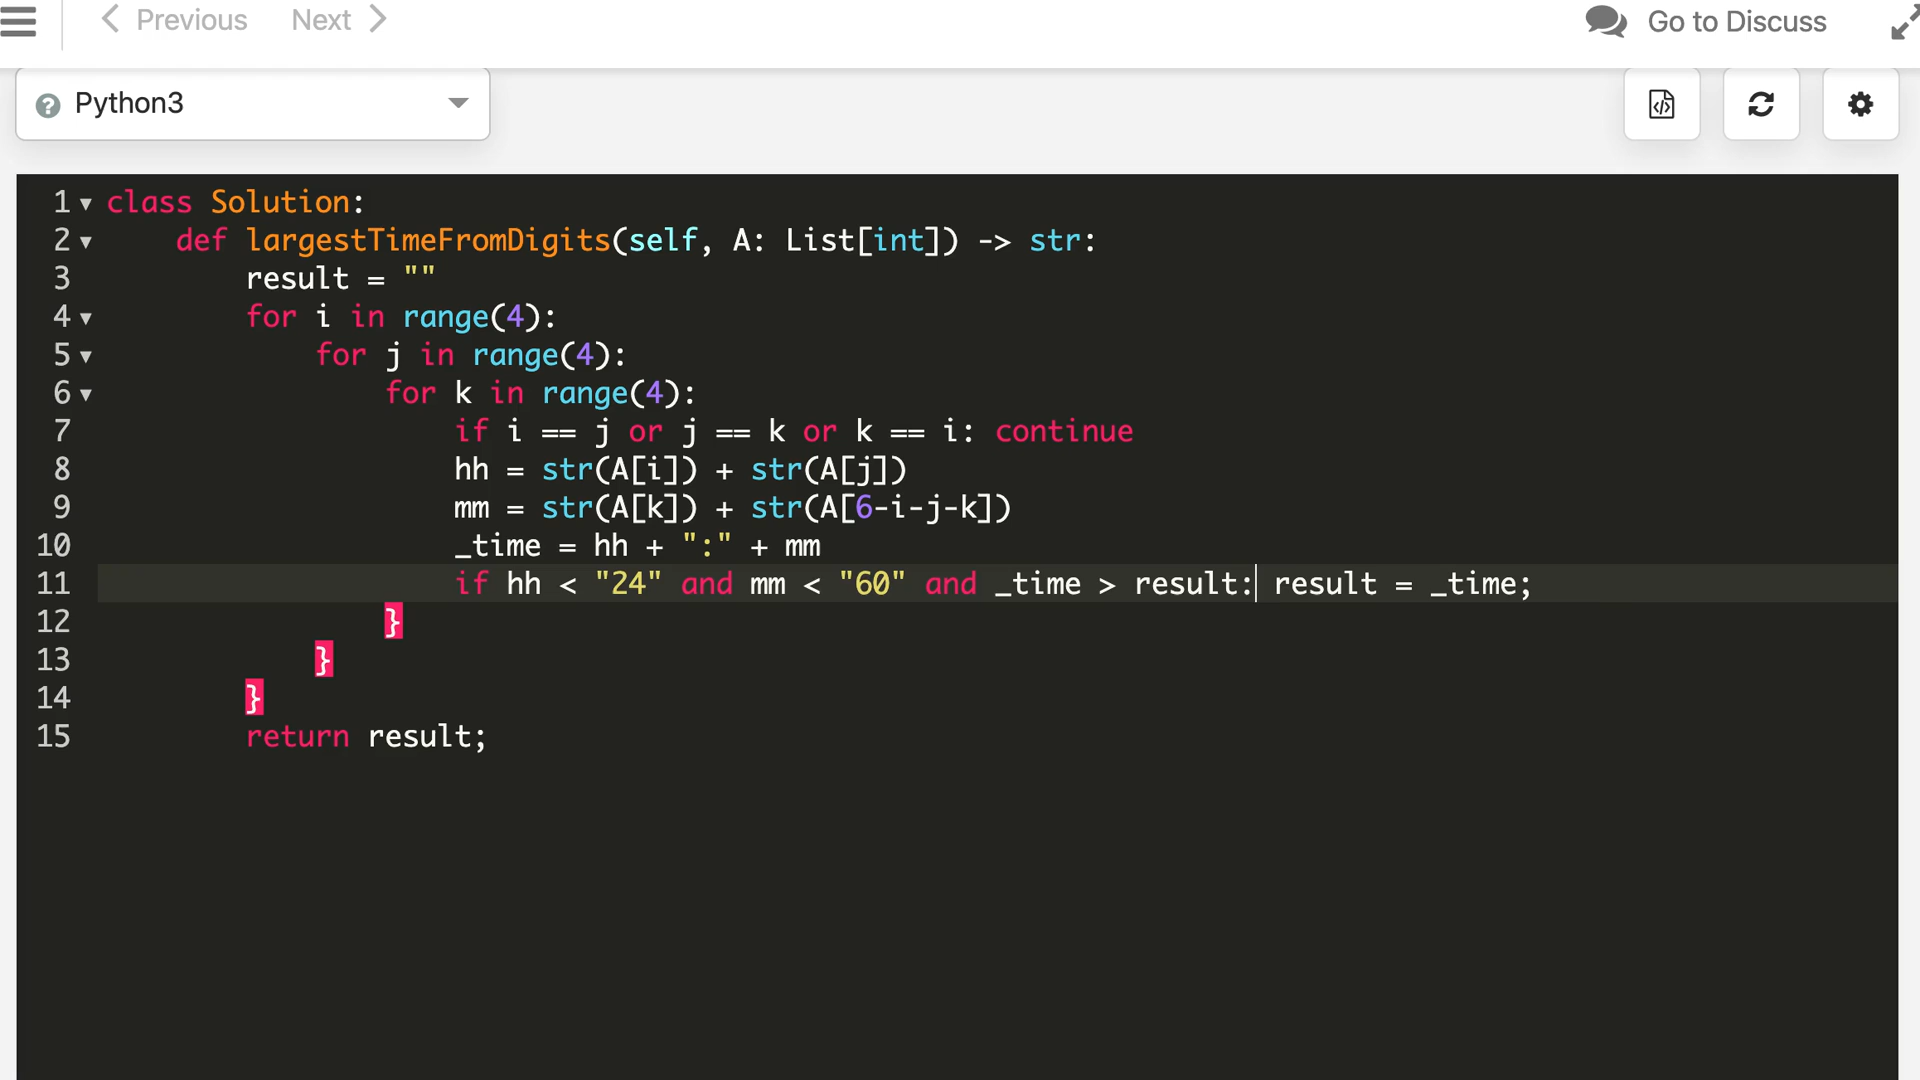 Previous Next Go to Discuss
Python3
1 class Solution:
2 def largestTimeFromDigits(self, A: List[int]) -> str:
3 result = ""
4 for i in range(4):
5 for j in range(4):
6 for k in range(4):
7 if i == j or j == k or k == i: continue
8 hh = str(A[i]) + str(A[j])
9 mm = str(A[k]) + str(A[6-i-j-k])
10 _time = hh + ":" + mm
11 if hh < "24" and mm < "60" and _time > result: result = _time;
12 }
13 }
14 }
15 return result;